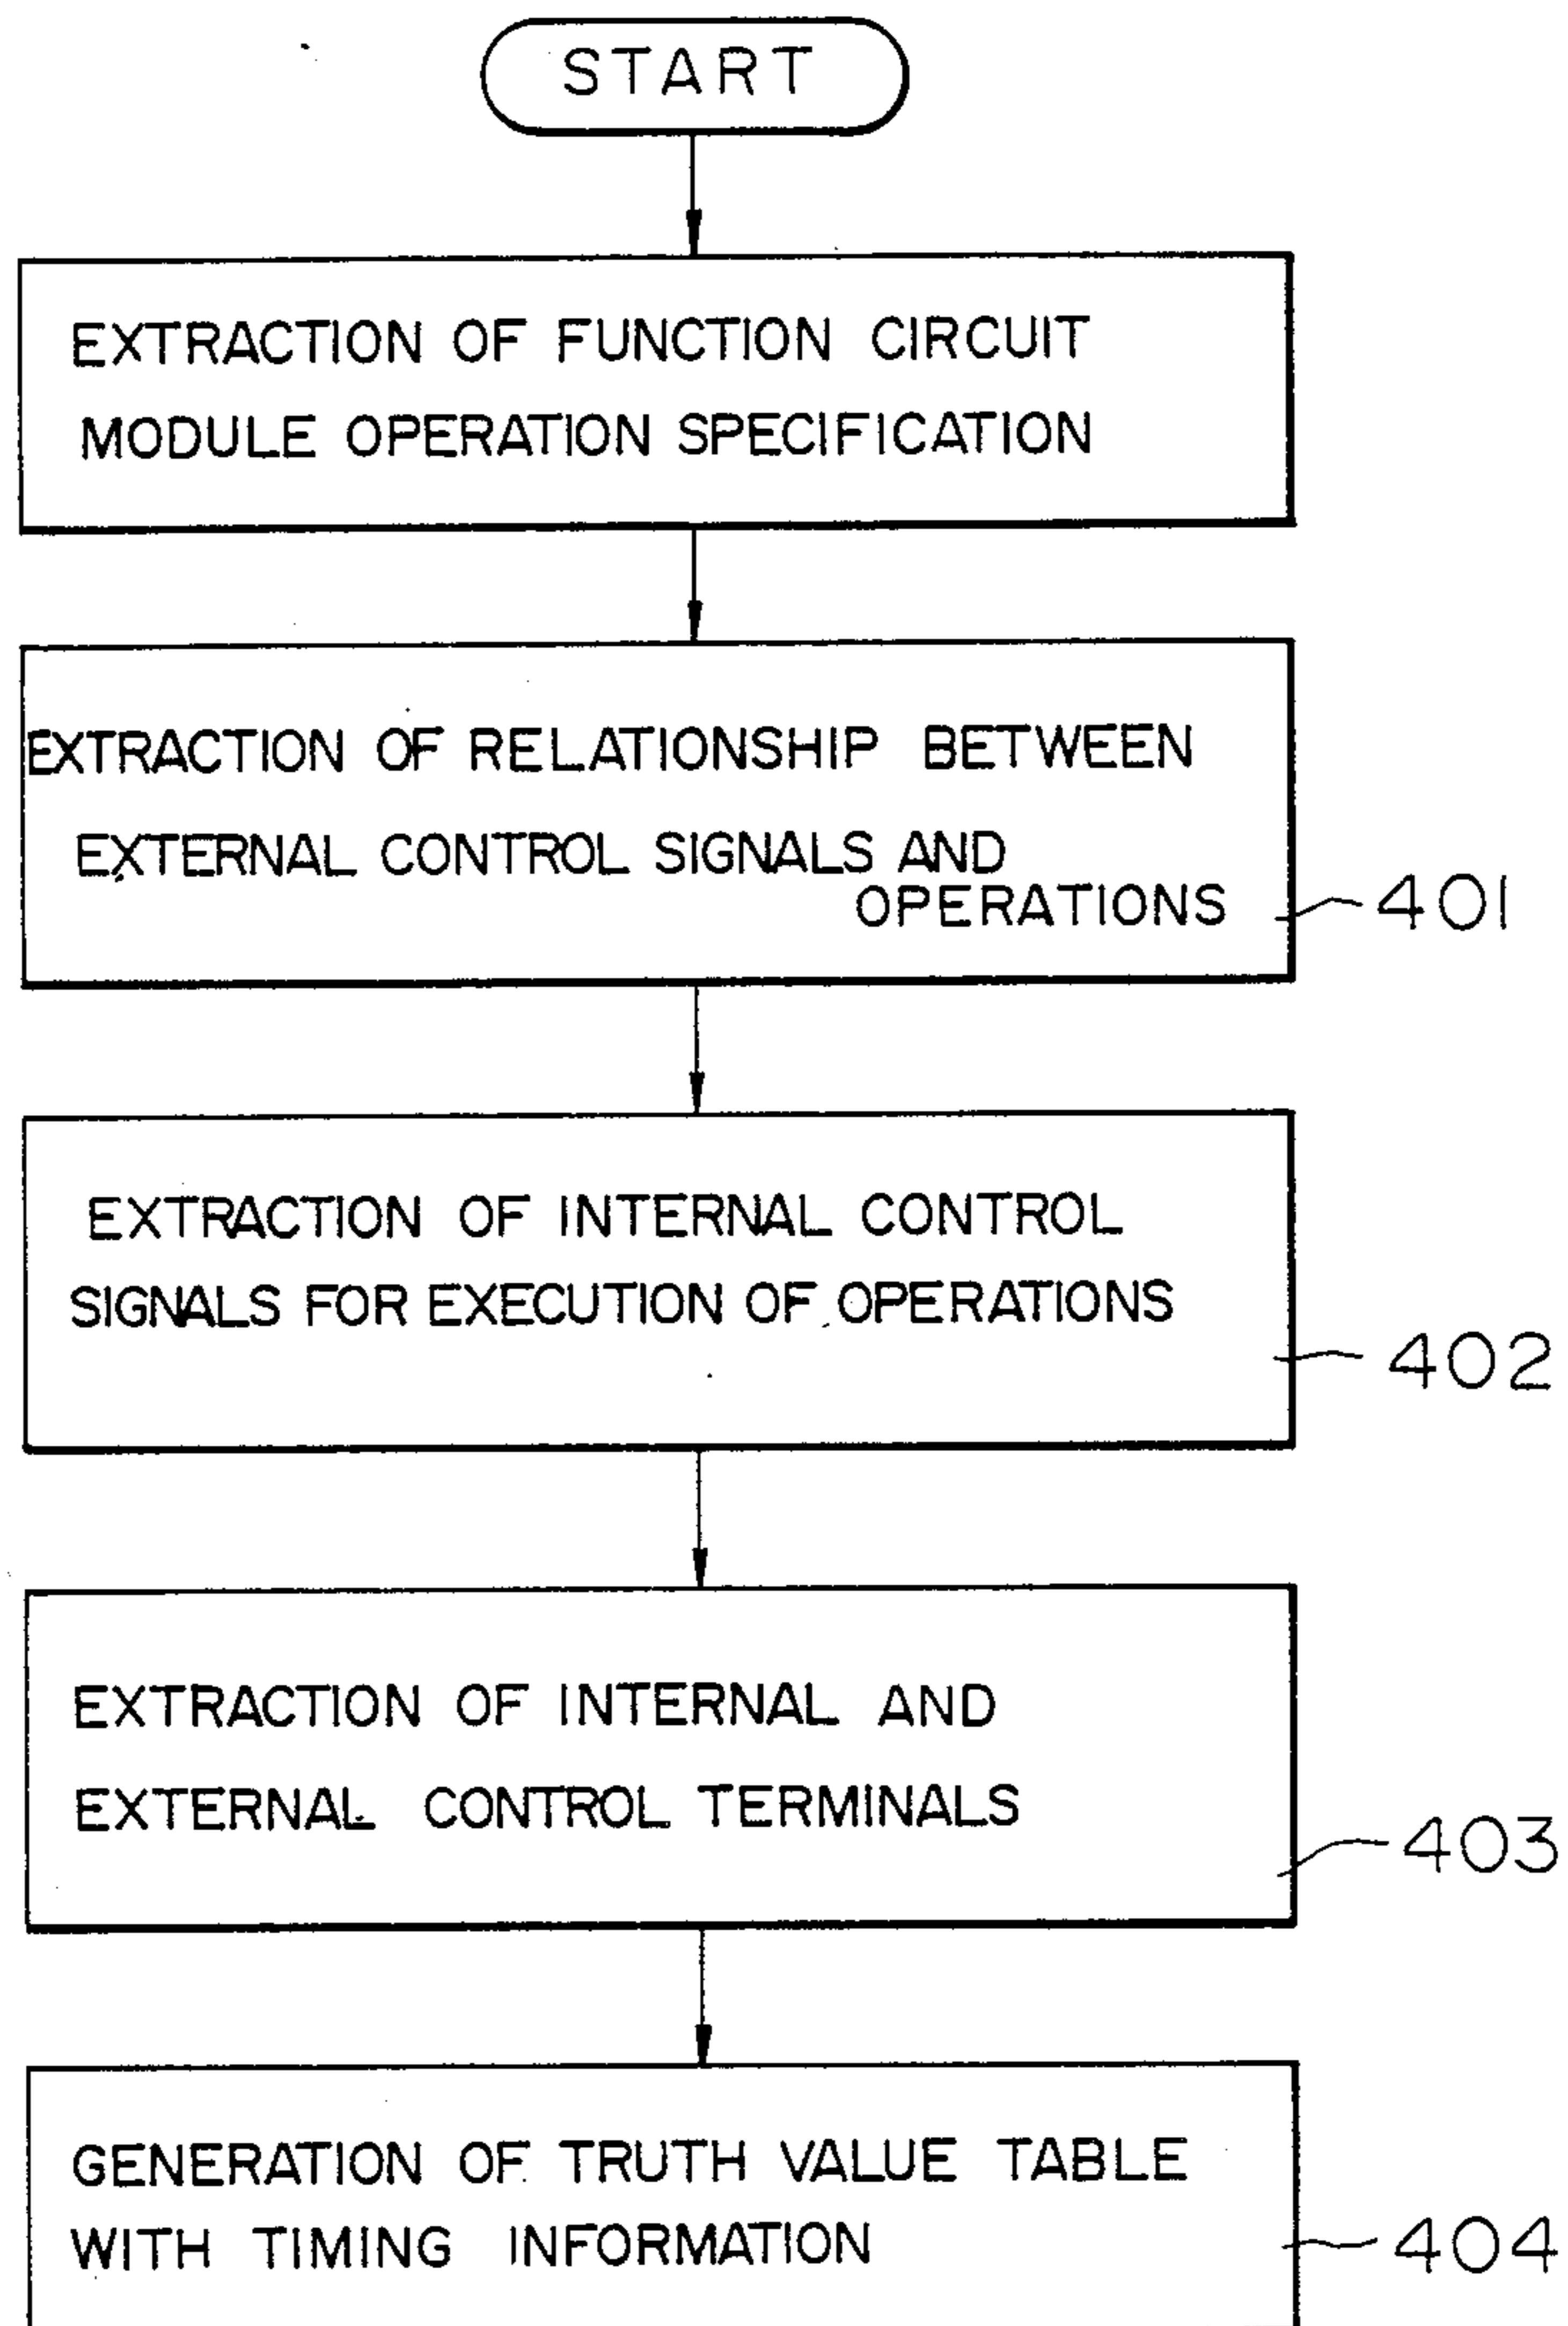 START
EXTRACTION OF FUNCTION CIRCUIT
MODULE OPERATION SPECIFICATION
EXTRACTION OF RELATIONSHIP BETWEEN
EXTERNAL CONTROL SIGNALS AND
OPERATIONS
401
EXTRACTION OF INTERNAL CONTROL
SIGNALS FOR EXECUTION OF OPERATIONS
402
EXTRACTION OF INTERNAL AND
EXTERNAL CONTROL TERMINALS
403
GENERATION OF TRUTH VALUE TABLE
WITH TIMING INFORMATION
404